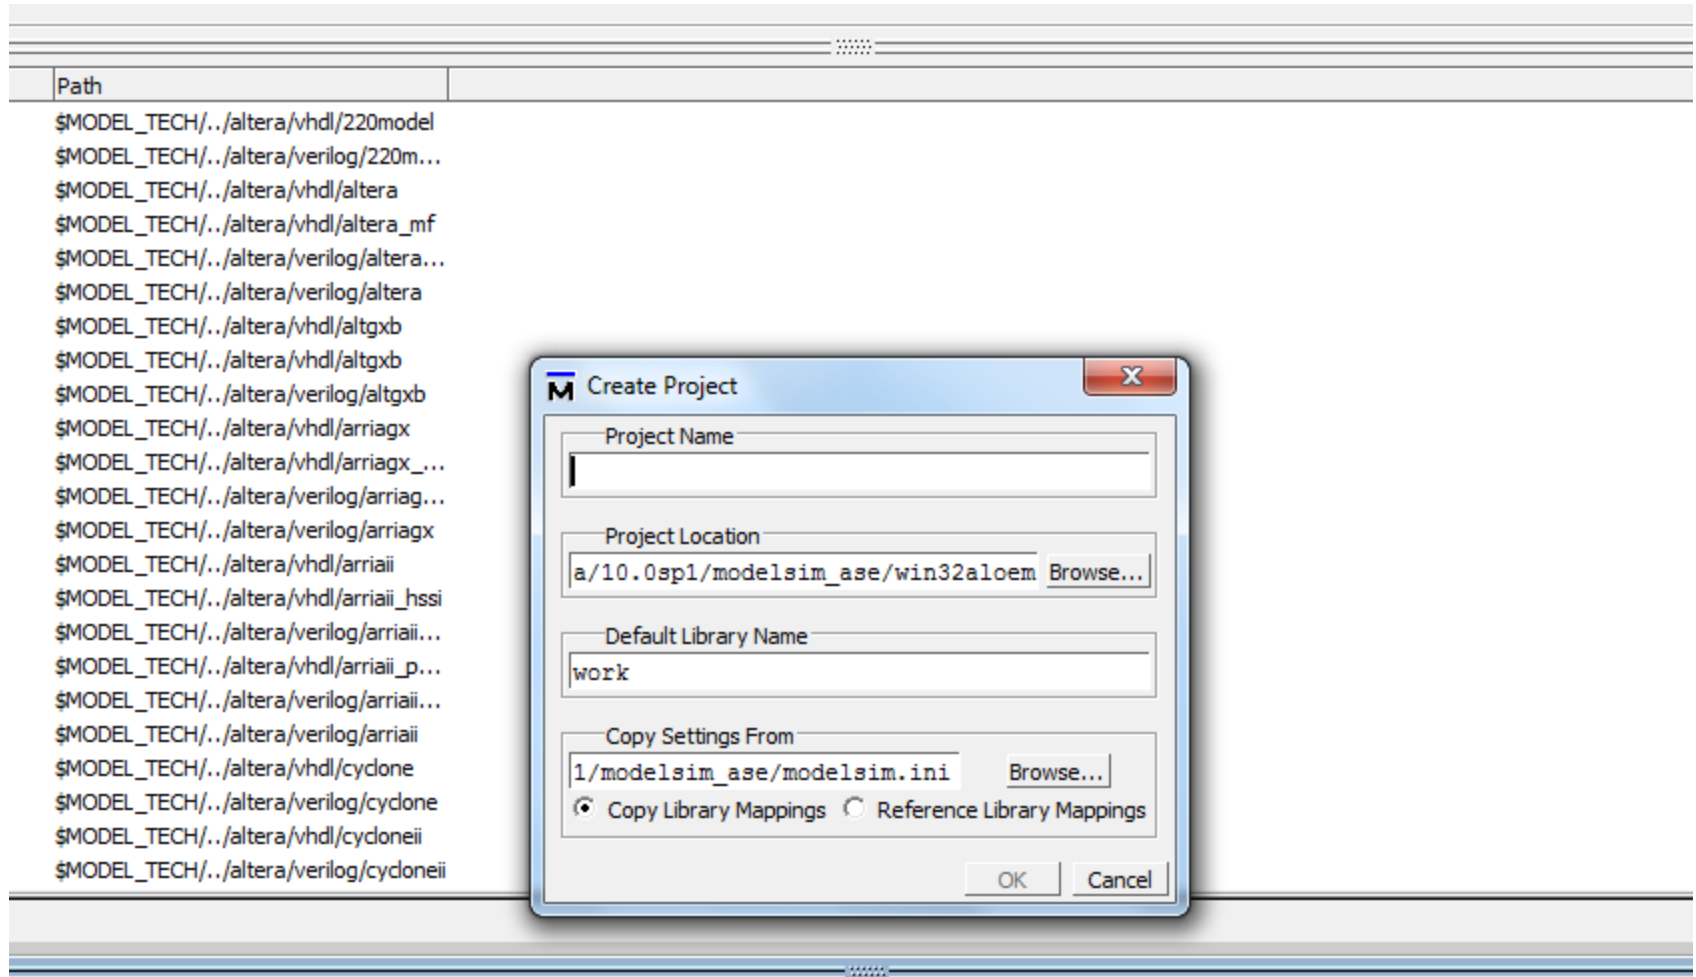 Path
$MODEL_TECH/../altera/vhdl/220model
$MODEL_TECH/../altera/verilog/220m...
$MODEL_TECH/../altera/vhdl/altera
$MODEL_TECH/../altera/vhdl/altera_mf
$MODEL_TECH/../altera/verilog/altera...
$MODEL_TECH/../altera/verilog/altera
$MODEL_TECH/../altera/vhdl/altgxb
$MODEL_TECH/../altera/vhdl/altgxb
$MODEL_TECH/../altera/verilog/altgxb
$MODEL_TECH/../altera/vhdl/arriagx
$MODEL_TECH/../altera/vhdl/arriagx_...
$MODEL_TECH/../altera/verilog/arriag...
$MODEL_TECH/../altera/verilog/arriagx
$MODEL_TECH/../altera/vhdl/arriaii
$MODEL_TECH/../altera/vhdl/arriaii_hssi
$MODEL_TECH/../altera/verilog/arriaii...
$MODEL_TECH/../altera/vhdl/arriaii_p...
$MODEL_TECH/../altera/verilog/arriaii...
$MODEL_TECH/../altera/verilog/arriaii
$MODEL_TECH/../altera/vhdl/cyclone
$MODEL_TECH/../altera/verilog/cyclone
$MODEL_TECH/../altera/vhdl/cycloneii
$MODEL_TECH/../altera/verilog/cycloneii
M Create Project
Project Name
Project Location
a/10.0sp1/modelsim_ase/win32aloem Browse...
Default Library Name
work
Copy Settings From
1/modelsim_ase/modelsim.ini Browse...
Copy Library Mappings Reference Library Mappings
OK Cancel